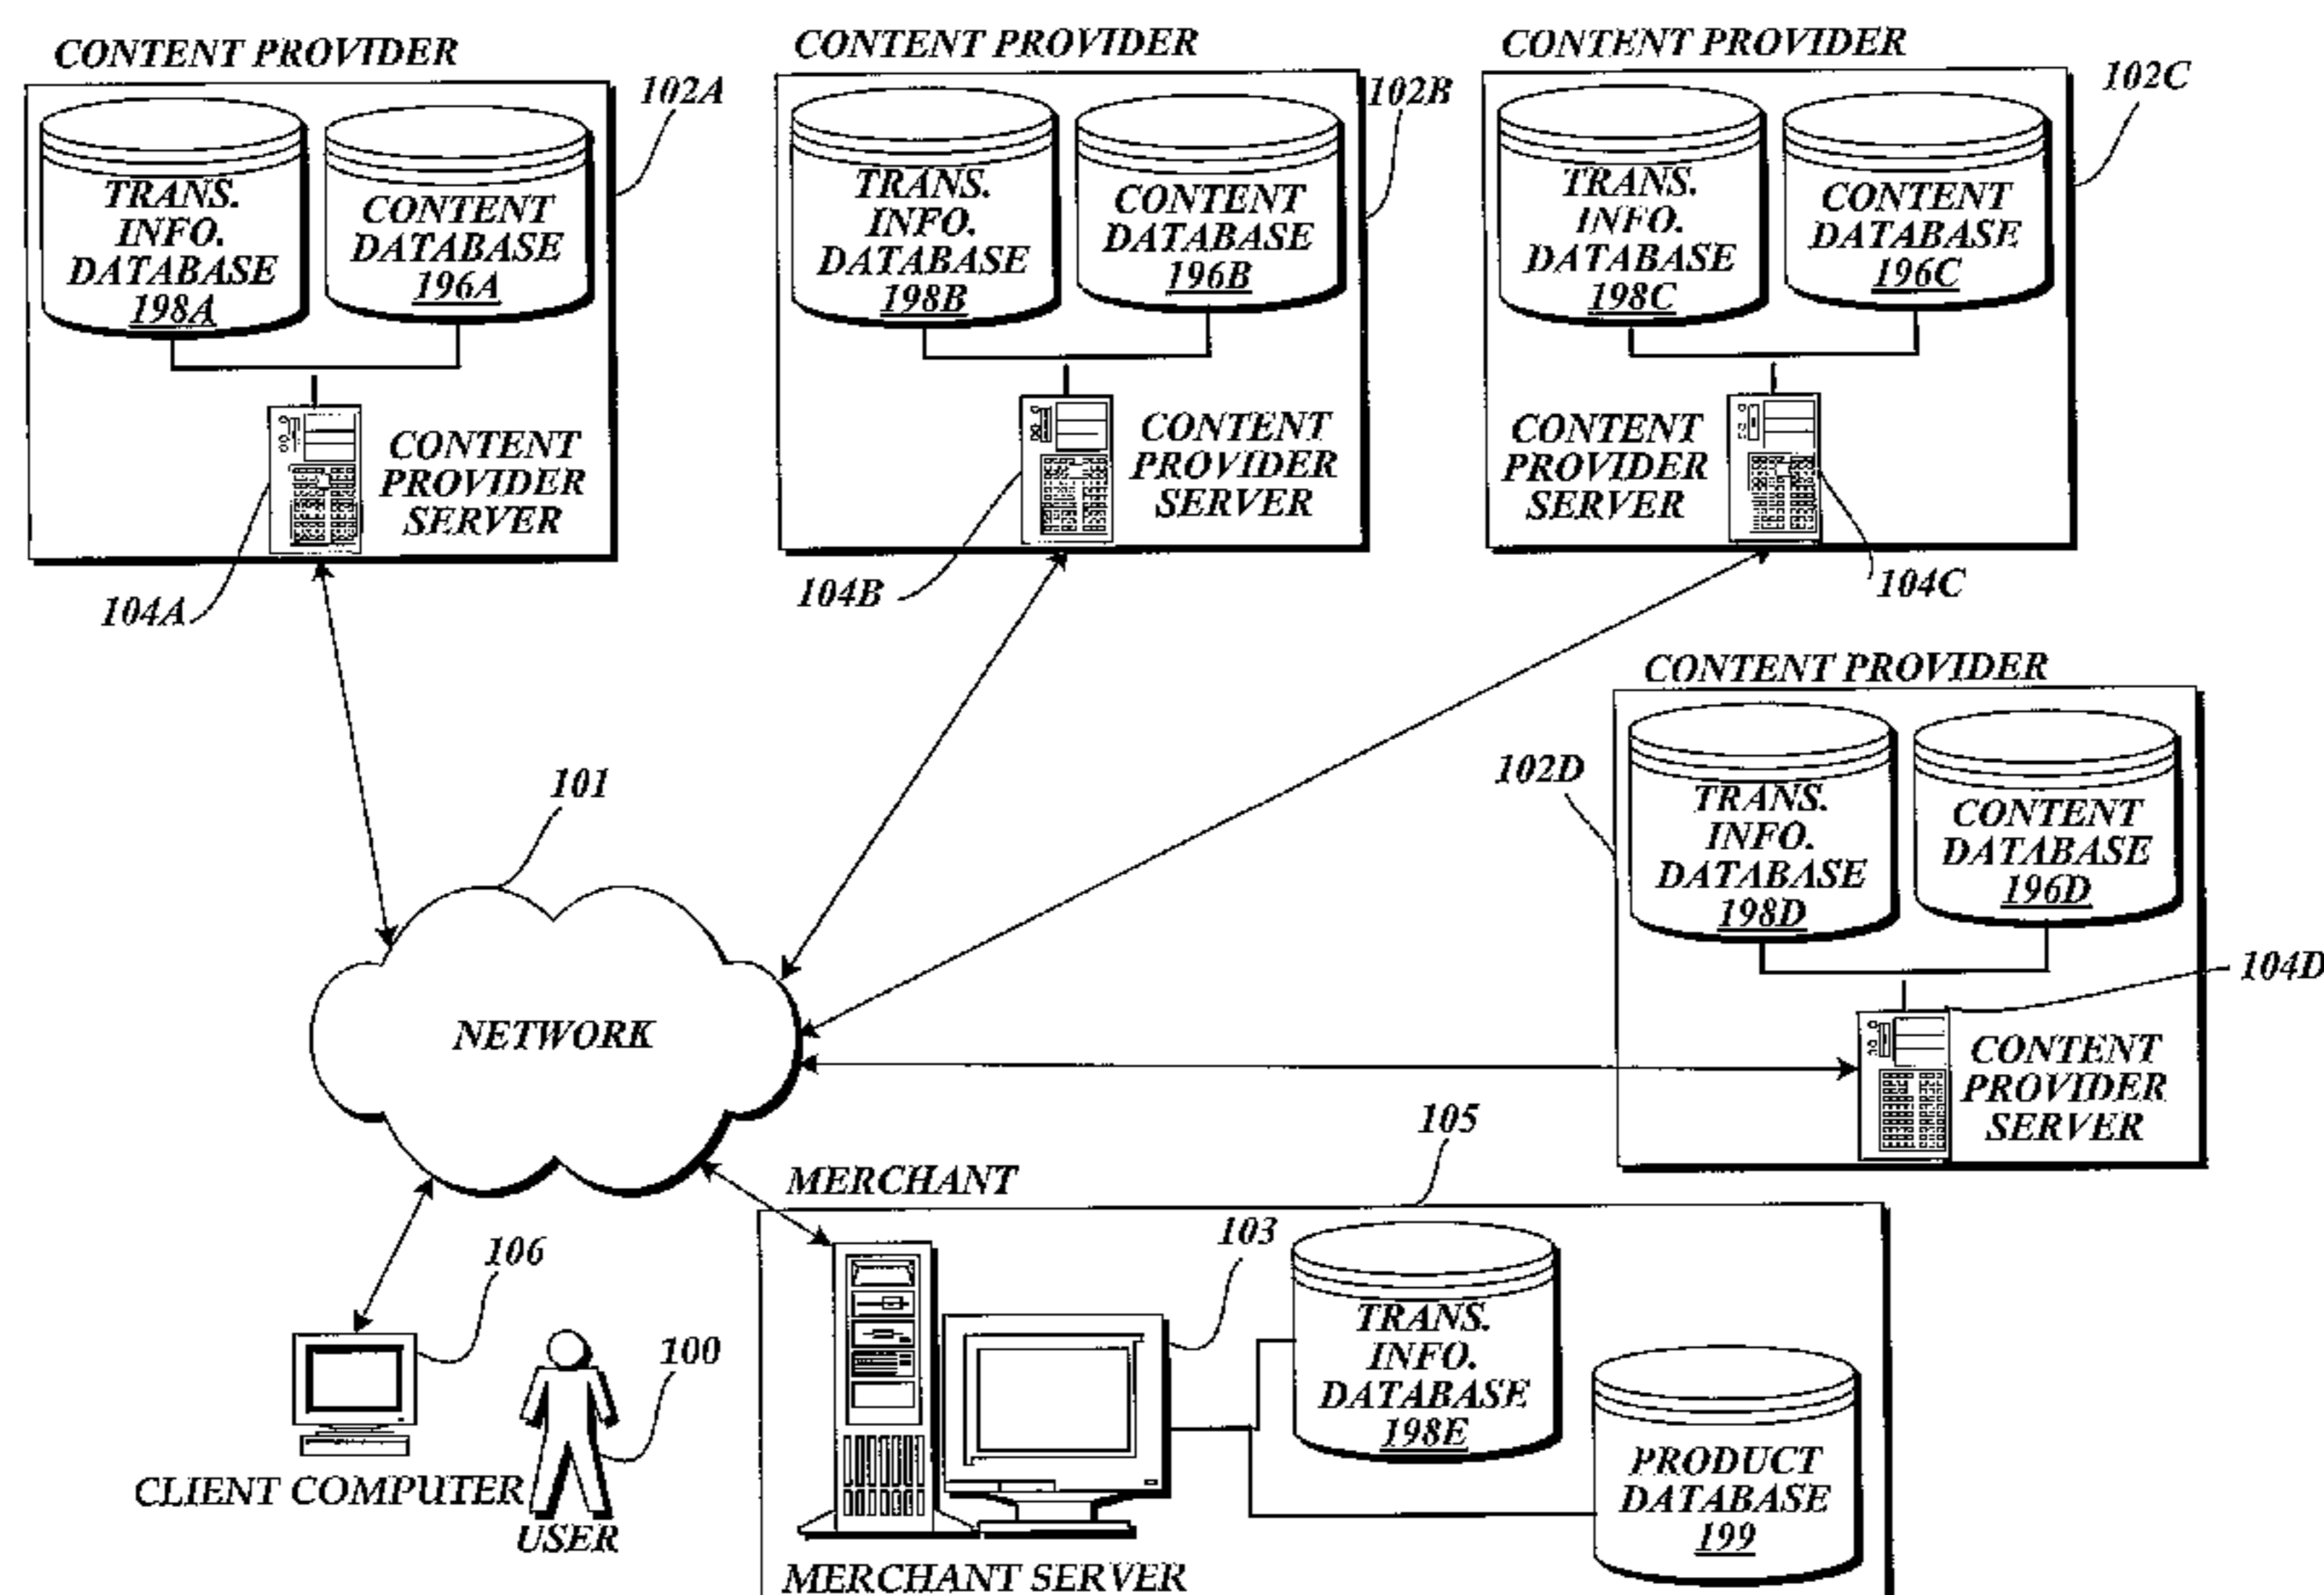 CONTENT PROVIDER
102A
TRANS.
INFO.
DATABASE
198A
CONTENT
DATABASE
196A
CONTENT
PROVIDER
SERVER
104A
CONTENT PROVIDER
102B
TRANS.
INFO.
DATABASE
198B
CONTENT
DATABASE
196B
CONTENT
PROVIDER
SERVER
104B
CONTENT PROVIDER
102C
TRANS.
INFO.
DATABASE
198C
CONTENT
DATABASE
196C
CONTENT
PROVIDER
SERVER
104C
CONTENT PROVIDER
102D
TRANS.
INFO.
DATABASE
198D
CONTENT
DATABASE
196D
104D
CONTENT
PROVIDER
SERVER
101
NETWORK
106
CLIENT COMPUTER
100
USER
MERCHANT
105
103
TRANS.
INFO.
DATABASE
198E
PRODUCT
DATABASE
199
MERCHANT SERVER